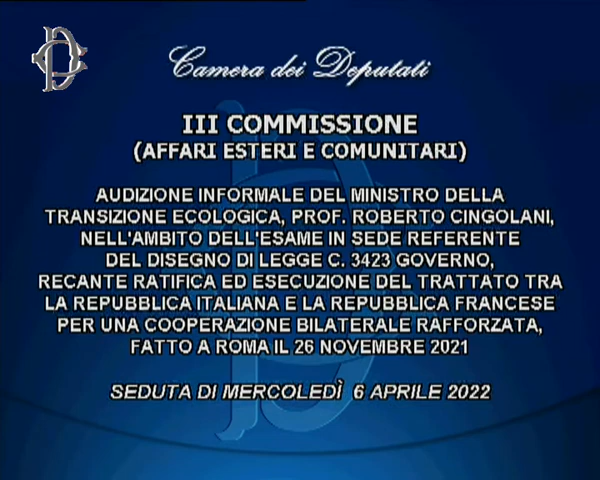 Camera dei Deputati
III COMMISSIONE
(AFFARI ESTERI E COMUNITARI)
AUDIZIONE INFORMALE DEL MINISTRO DELLA
TRANSIZIONE ECOLOGICA, PROF. ROBERTO CINGOLANI,
NELL'AMBITO DELL'ESAME IN SEDE REFERENTE
DEL DISEGNO DI LEGGE C. 3423 GOVERNO,
RECANTE RATIFICA ED ESECUZIONE DEL TRATTATO TRA
LA REPUBBLICA ITALIANA E LA REPUBBLICA FRANCESE
PER UNA COOPERAZIONE BILATERALE RAFFORZATA,
FATTO A ROMA IL 26 NOVEMBRE 2021
SEDUTA DI MERCOLEDÌ 6 APRILE 2022